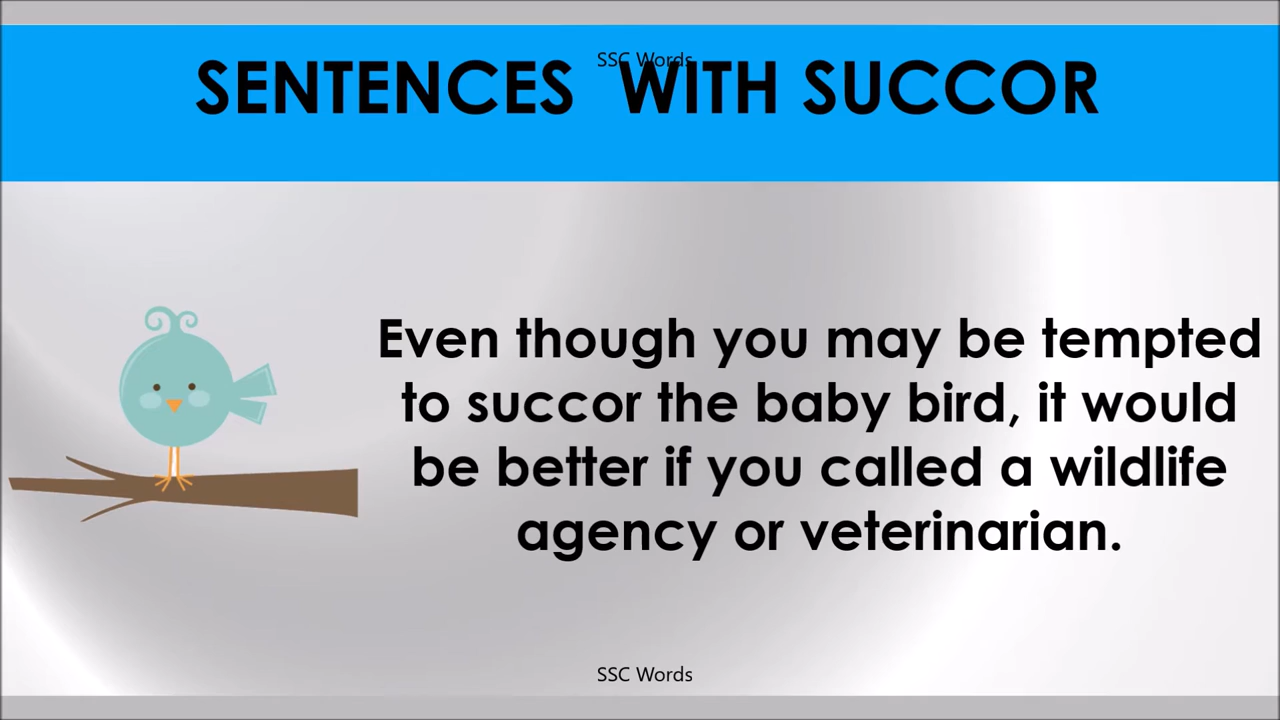 SSC Words
SENTENCES WITH SUCCOR
Even though you may be tempted
to succor the baby bird, it would
be better if you called a wildlife
agency or veterinarian.
SSC Words